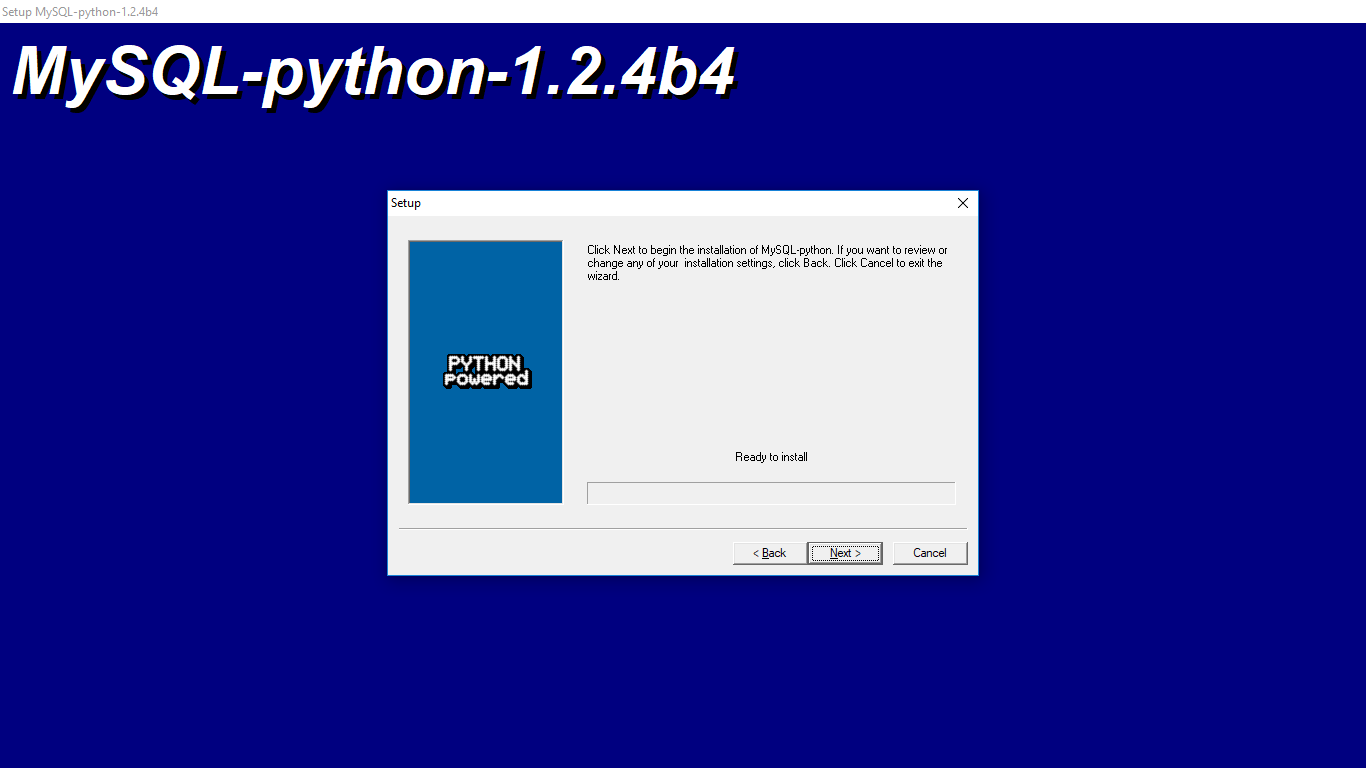 Setup MySQL-python-1.2.4b4
MySQL-python-1.2.4b4
Setup
Click Next to begin the installation of MySQL-python. If you want to review or
change any of your  installation settings, click Back. Click Cancel to exit the
wizard.
PYTHON
powered
Ready to install
< Back
Next >
Cancel